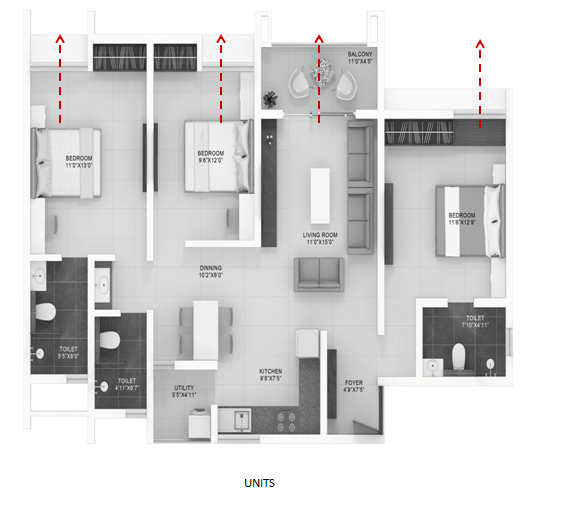 BALCONY
11'0"X4'5"
BEDROOM
11'0"X13'0"
BEDROOM
9'6"X12'0"
BEDROOM
11'6"X12'9"
LIVING ROOM
11'0"X15'0"
DINNING
10'2"X8'0"
TOILET
5'5"X8'0"
TOILET
4'11"X6'7"
UTILITY
5'5"X4'11"
KITCHEN
9'8"X7'5"
FOYER
4'9"X7'5"
TOILET
7'10"X4'11"
UNITS